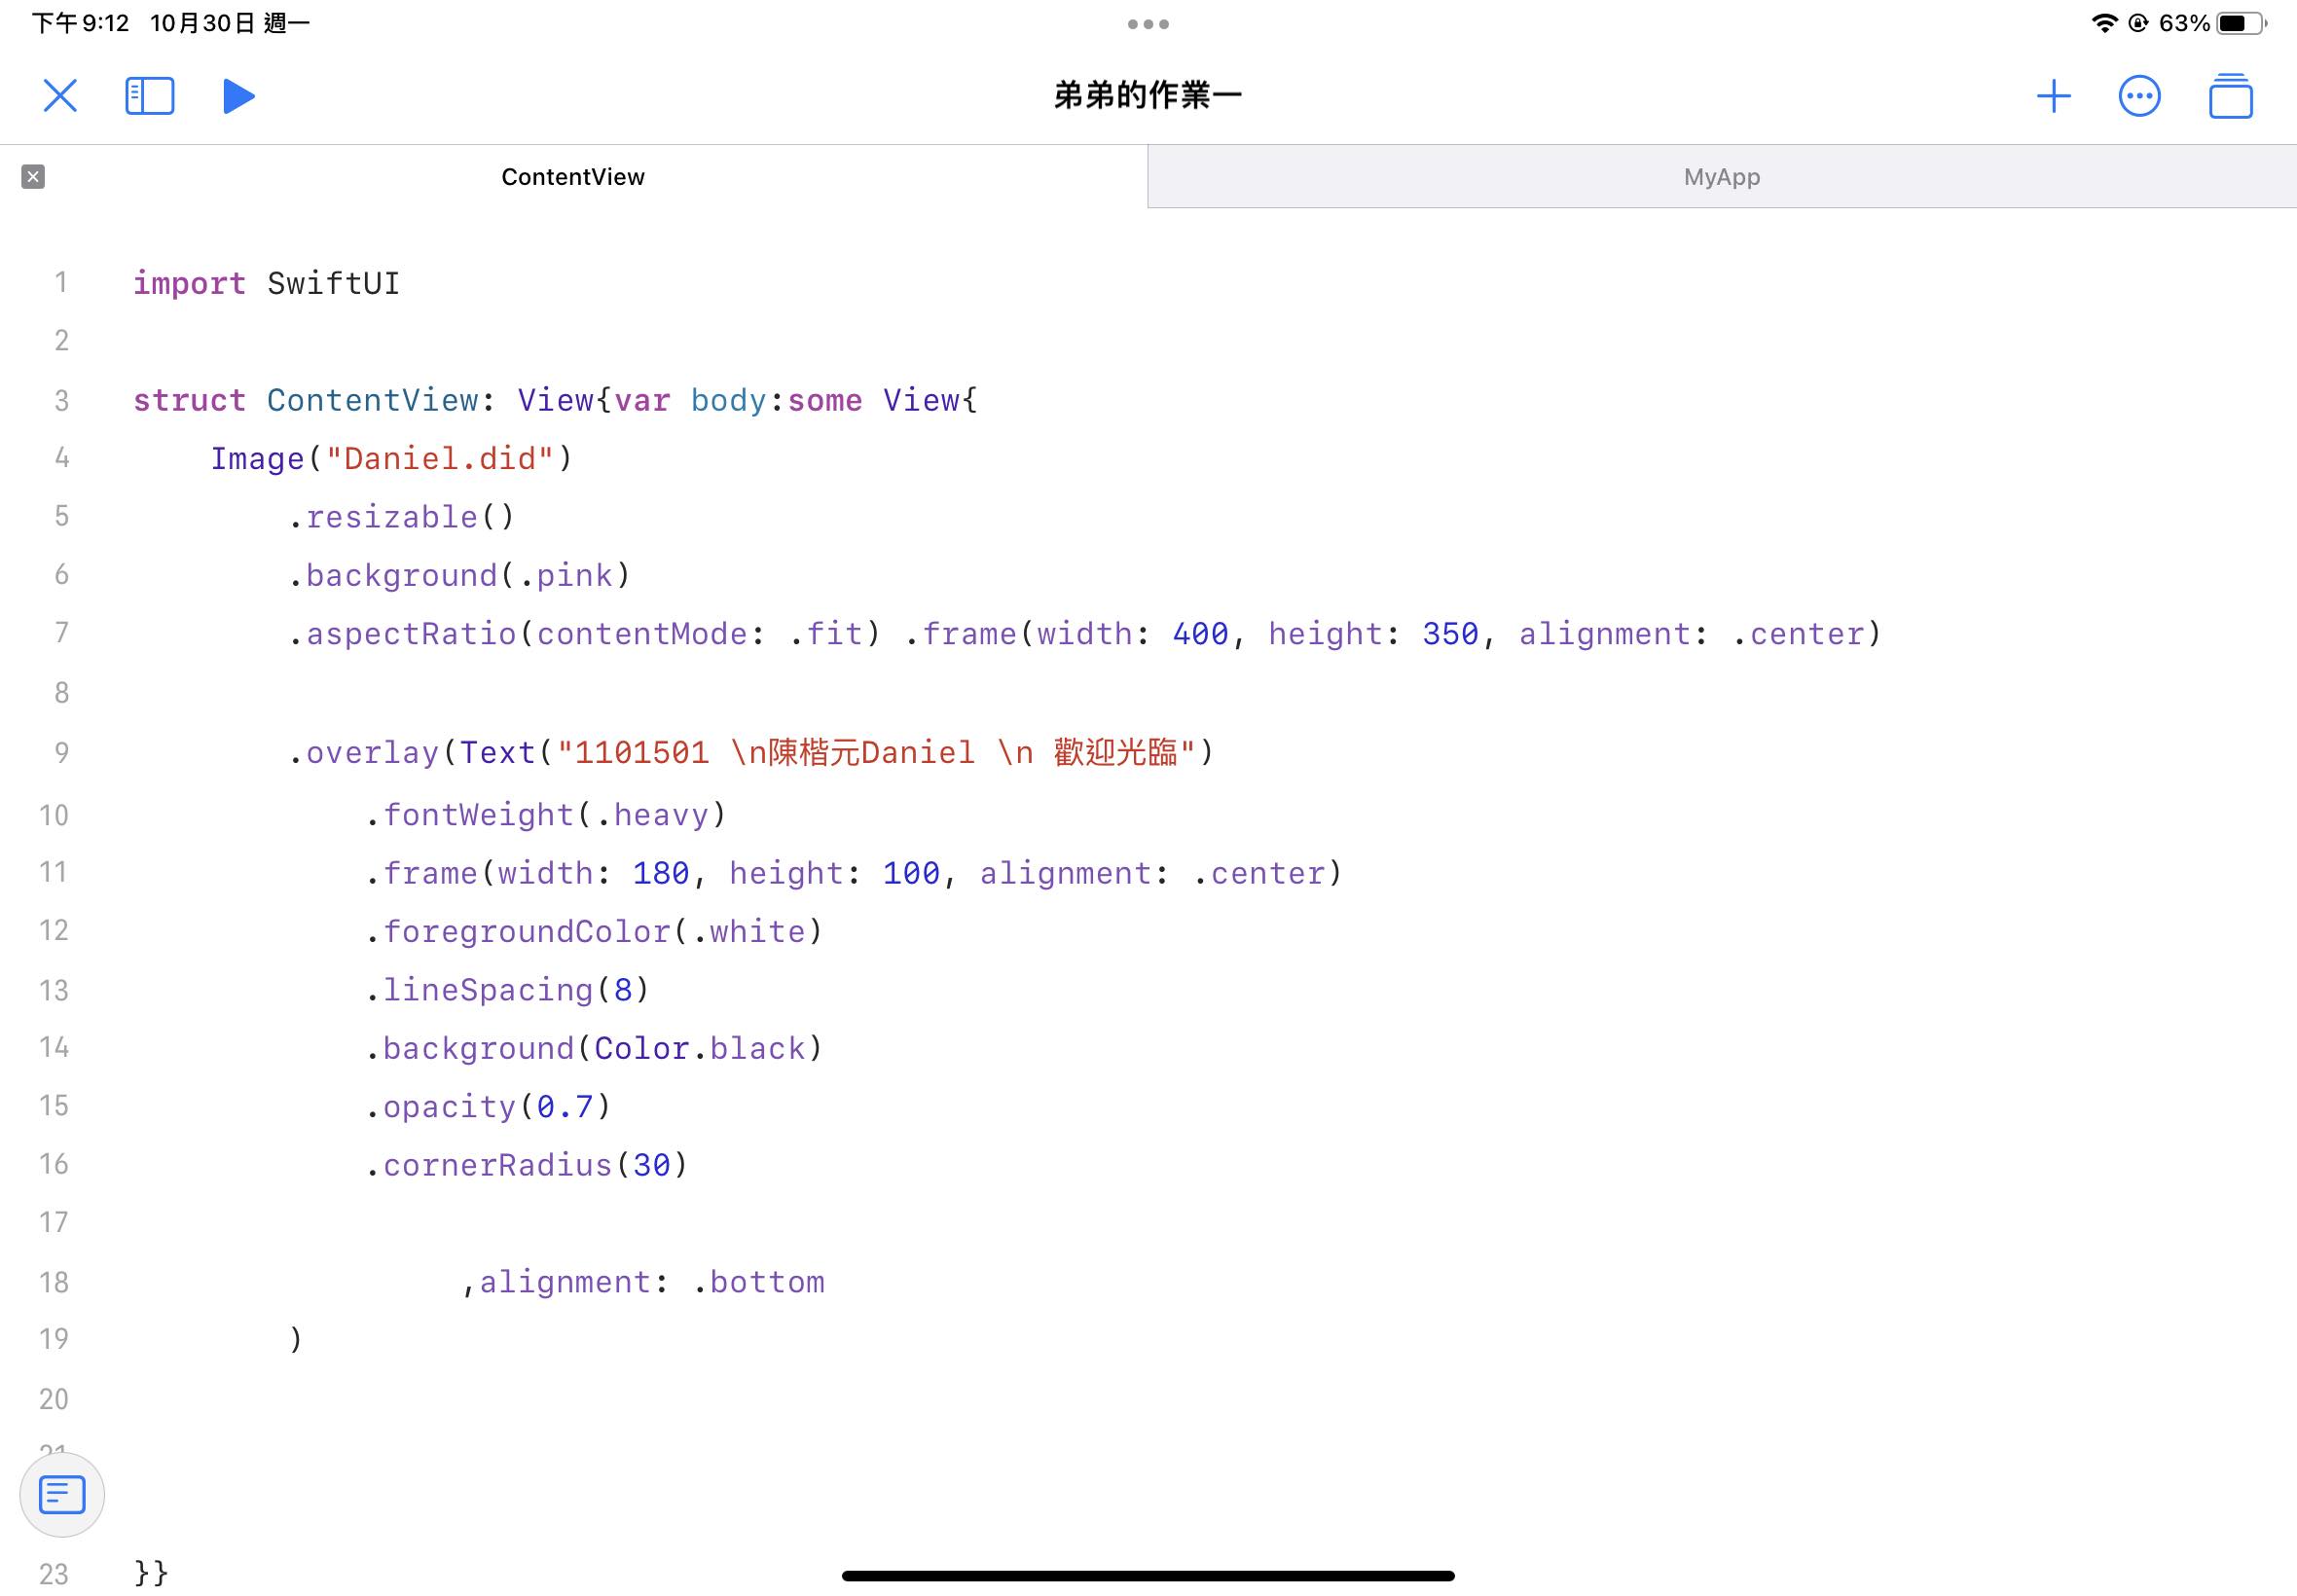 下午9:12 10月30日 週一
63%
弟弟的作業一
ContentView
MyApp
1 import SwiftUI
2
3 struct ContentView: View{var body:some View{
4 Image("Daniel.did")
5 .resizable()
6 .background(.pink)
7 .aspectRatio(contentMode: .fit) .frame(width: 400, height: 350, alignment: .center)
8
9 .overlay(Text("1101501 \n陳楷元Daniel \n 歡迎光臨")
10 .fontWeight(.heavy)
11 .frame(width: 180, height: 100, alignment: .center)
12 .foregroundColor(.white)
13 .lineSpacing(8)
14 .background(Color.black)
15 .opacity(0.7)
16 .cornerRadius(30)
17
18 ,alignment: .bottom
19 )
20
21
23 }}